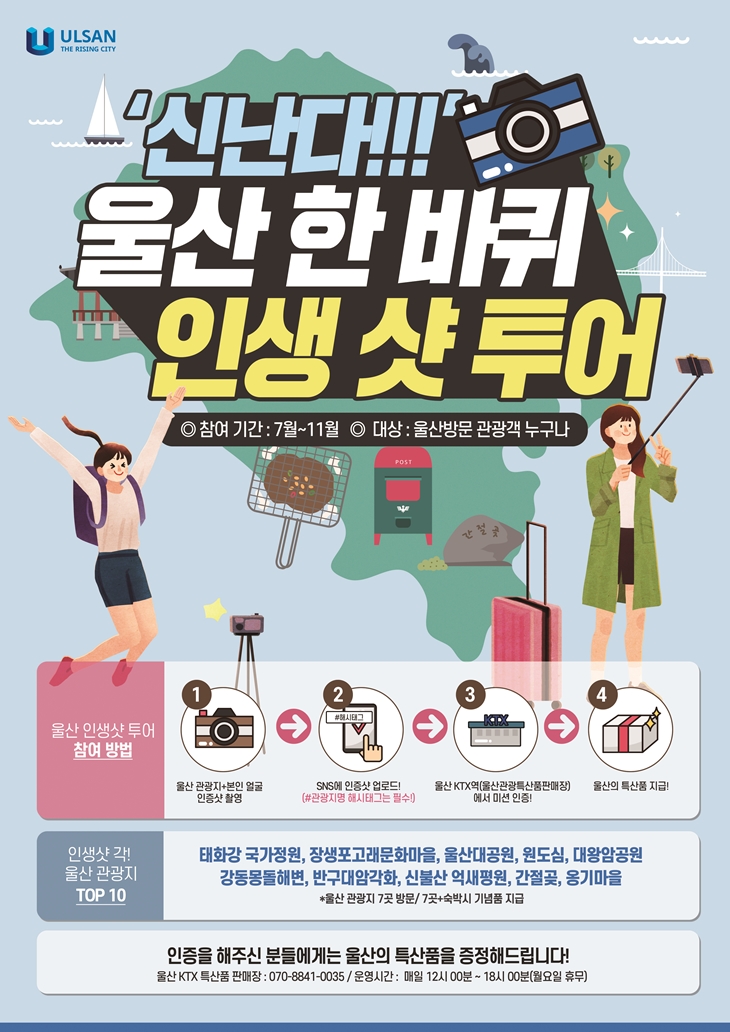 ULSAN
THE RISING CITY
'신난다!!!'
울산 한 바퀴
인생 샷 투어
◎ 참여 기간 : 7월~11월 ◎ 대상 : 울산방문 관광객 누구나
POST
간절곶
울산 인생샷 투어
참여 방법
1
울산 관광지+본인 얼굴
인증샷 촬영
2
#해시태그
SNS에 인증샷 업로드!
(#관광지명 해시태그는 필수!)
3
KTX
울산 KTX역(울산관광특산품판매장)
에서 미션 인증!
4
울산의 특산품 지급!
인생샷 각!
울산 관광지
TOP 10
태화강 국가정원, 장생포고래문화마을, 울산대공원, 원도심, 대왕암공원
강동몽돌해변, 반구대암각화, 신불산 억새평원, 간절곶, 옹기마을
*울산 관광지 7곳 방문/ 7곳+숙박시 기념품 지급
인증을 해주신 분들에게는 울산의 특산품을 증정해드립니다!
울산 KTX 특산품 판매장 : 070-8841-0035 / 운영시간 : 매일 12시 00분 ~ 18시 00분(월요일 휴무)